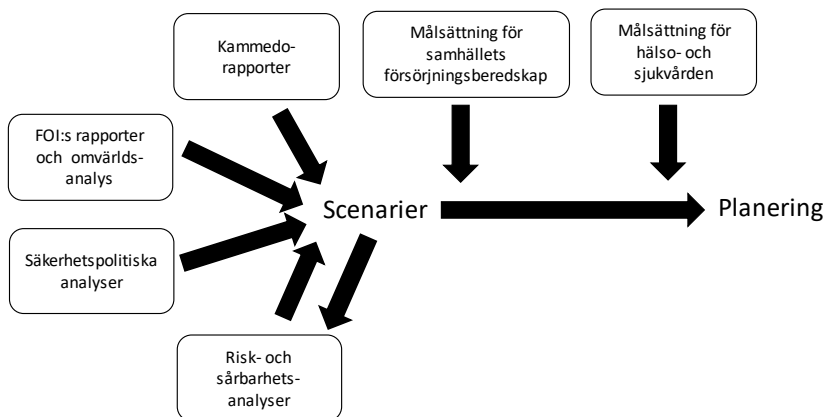 Kammedo-
rapporter
Målsättning för
samhällets
försörjningsberedskap
Målsättning för
hälso- och
sjukvården
FOI:s rapporter
och omvärlds-
analys
Scenarier
Planering
Säkerhetspolitiska
analyser
Risk- och
sårbarhets-
analyser